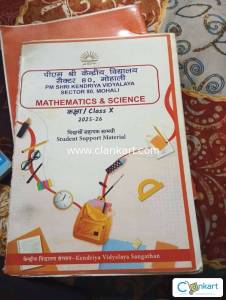 पीएम श्री केन्द्रीय विद्यालय
सैक्टर 80, मोहाली
PM SHRI KENDRIYA VIDYALAYA
SECTOR 80, MOHALI
MATHEMATICS & SCIENCE
कक्षा / Class X
2025-26
विद्यार्थी सहायक सामग्री
Student Support Material
www.clankart.com
केन्द्रीय विद्यालय संगठन-Kendriya Vidyalaya Sangathan
Clankart